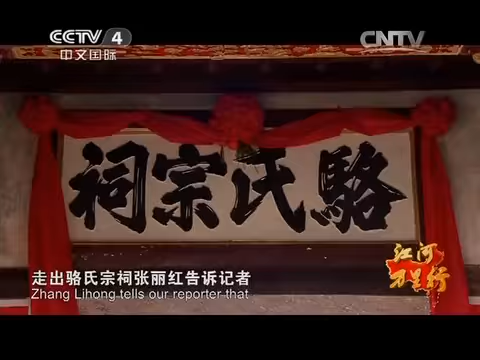 CCTV 4
中文国际
CNTV
祠宗氏駱
江河
万里行
走出骆氏宗祠张丽红告诉记者
Zhang Lihong tells our reporter that